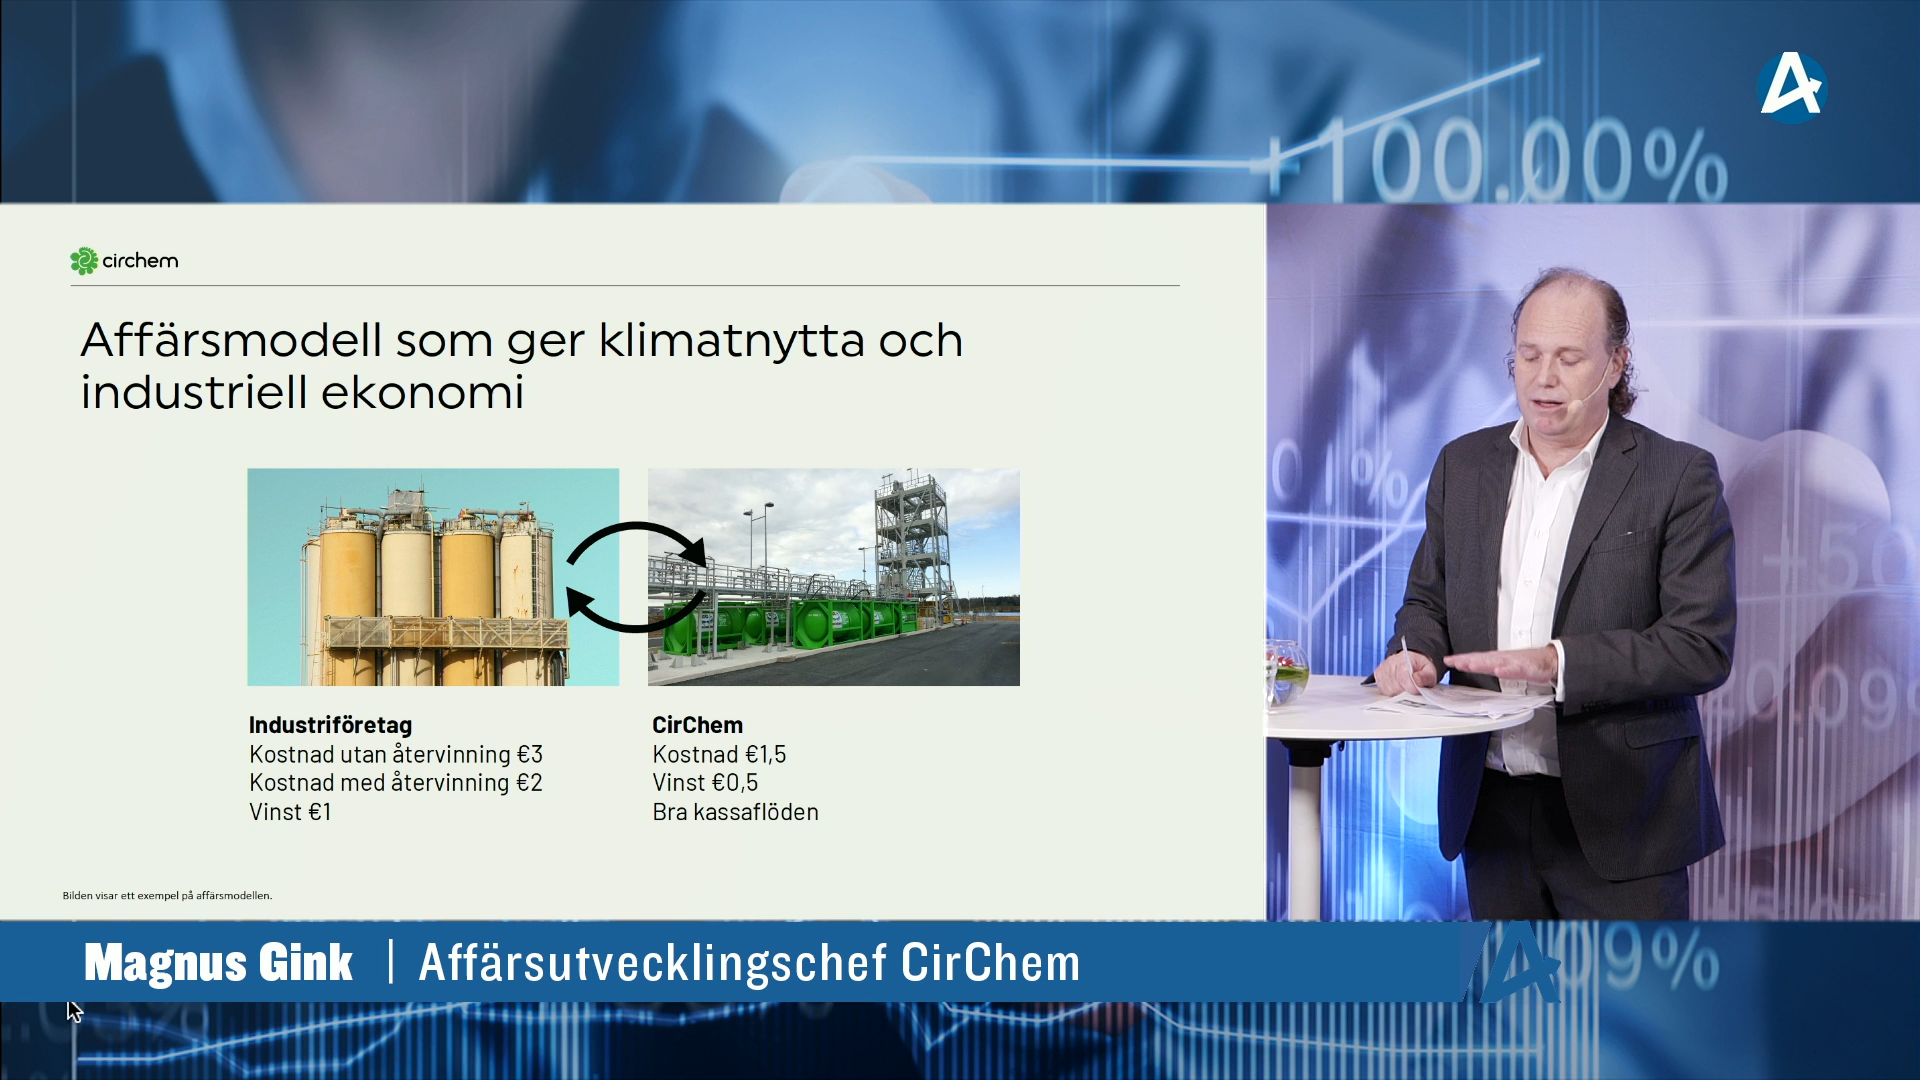 +100.00%
circhem
Affärsmodell som ger klimatnytta och
industriell ekonomi
Industriföretag
Kostnad utan återvinning €3
Kostnad med återvinning €2
Vinst €1
CirChem
Kostnad €1,5
Vinst €0,5
Bra kassaflöden
Bilden visar ett exempel på affärsmodellen.
Magnus Gink | Affärsutvecklingschef CirChem
09%